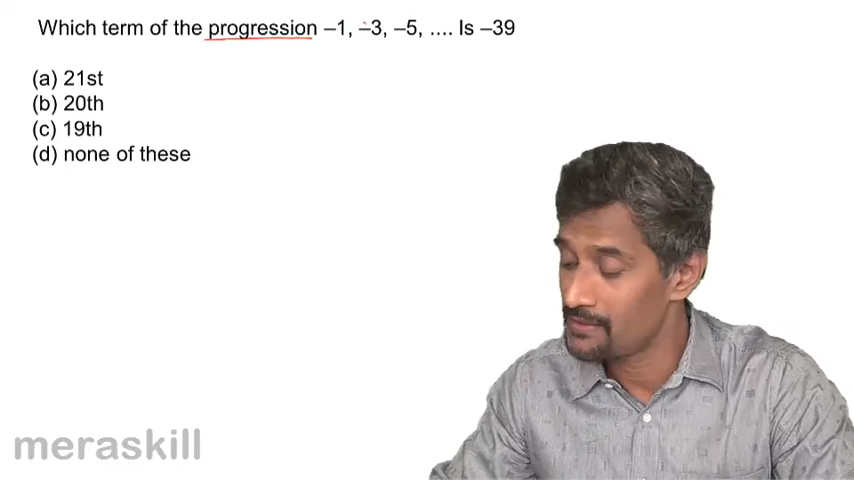 Which term of the progression –1, –3, –5, .... Is –39
(a) 21st
(b) 20th
(c) 19th
(d) none of these
meraskill